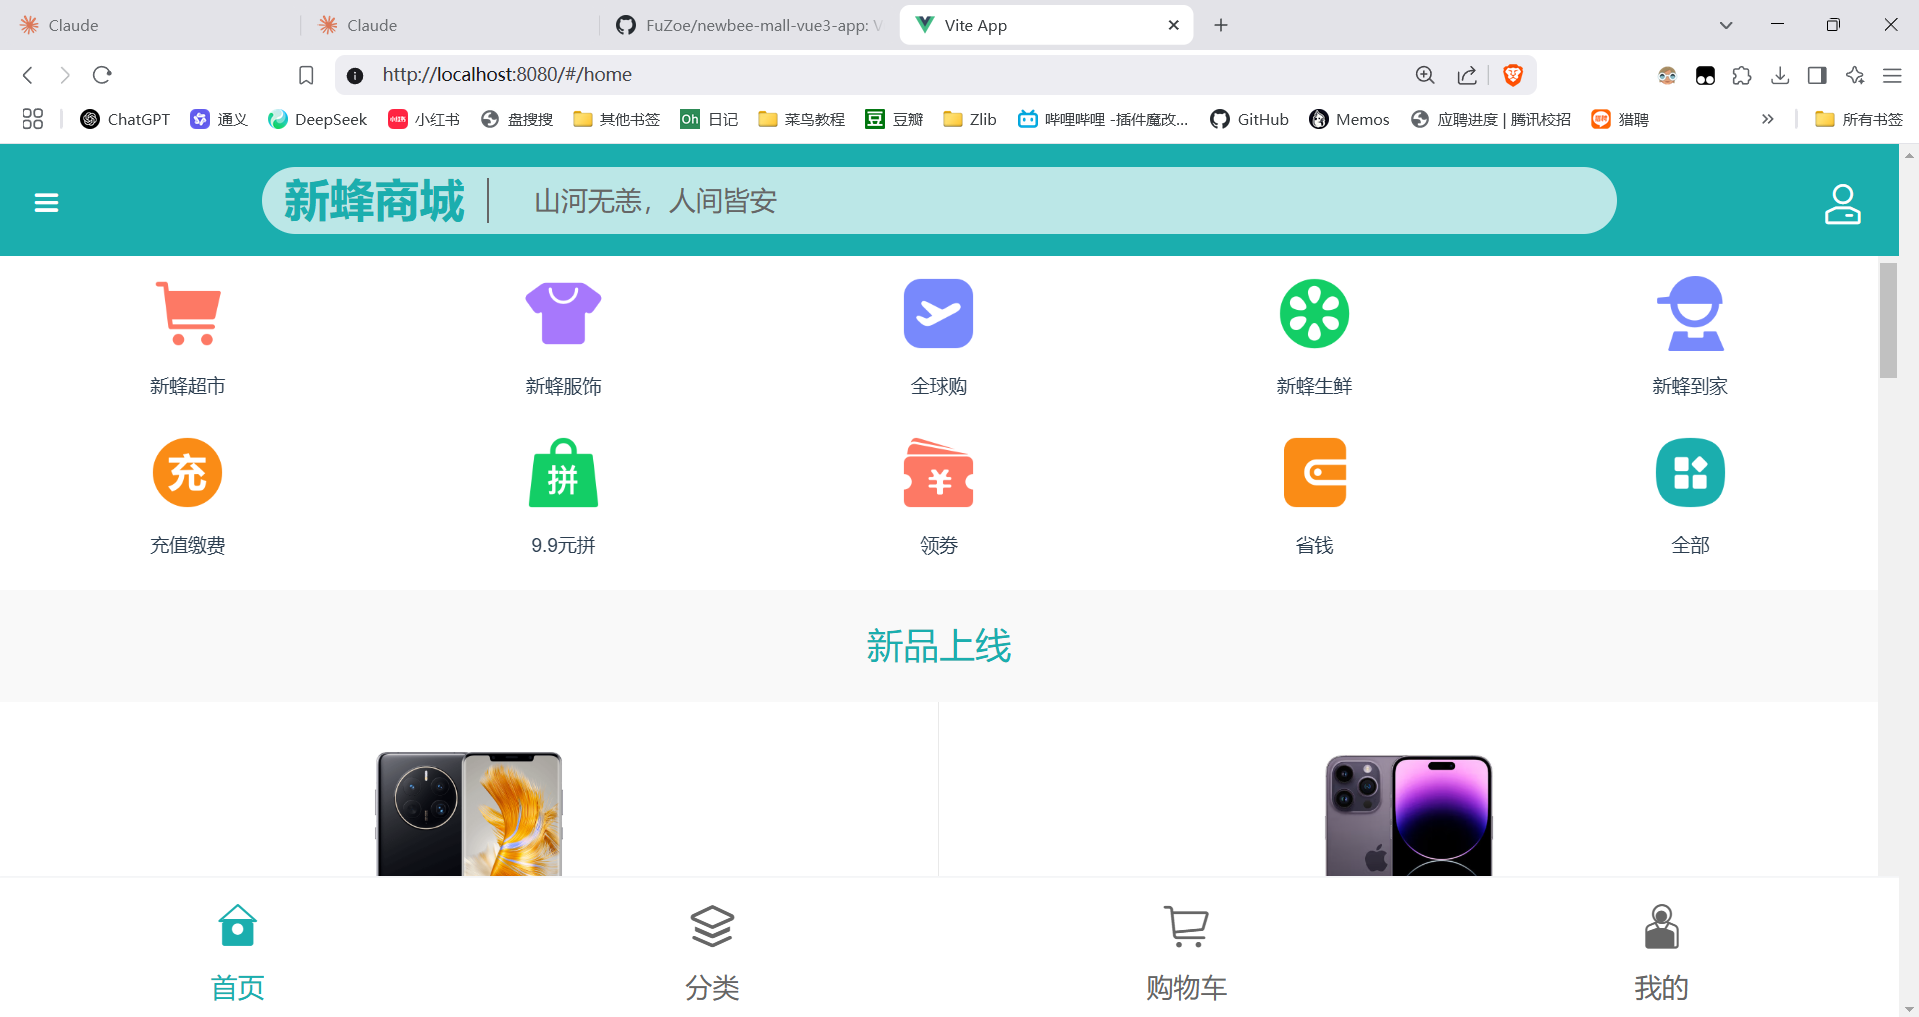 Claude
Claude
FuZoe/newbee-mall-vue3-app: V
Vite App
http://localhost:8080/#/home
ChatGPT
通义
DeepSeek
小红书
盘搜搜
其他书签
Oh
日记
菜鸟教程
豆
豆瓣
Zlib
哔哩哔哩 -插件魔改...
GitHub
Memos
应聘进度 | 腾讯校招
猎聘
所有书签
新蜂商城
山河无恙，人间皆安
新蜂超市
新蜂服饰
全球购
新蜂生鲜
新蜂到家
充
拼
¥
充值缴费
9.9元拼
领劵
省钱
全部
新品上线
首页
分类
购物车
我的